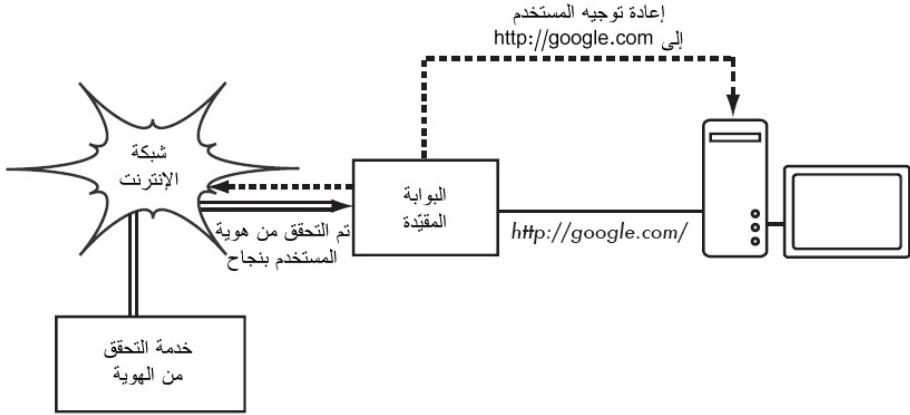 إعادة توجيه المستخدم
إلى http://google.com
شبكة
الإنترنت
البوابة
المقيّدة
http://google.com/
تم التحقق من هوية
المستخدم بنجاح
خدمة التحقق
من الهوية